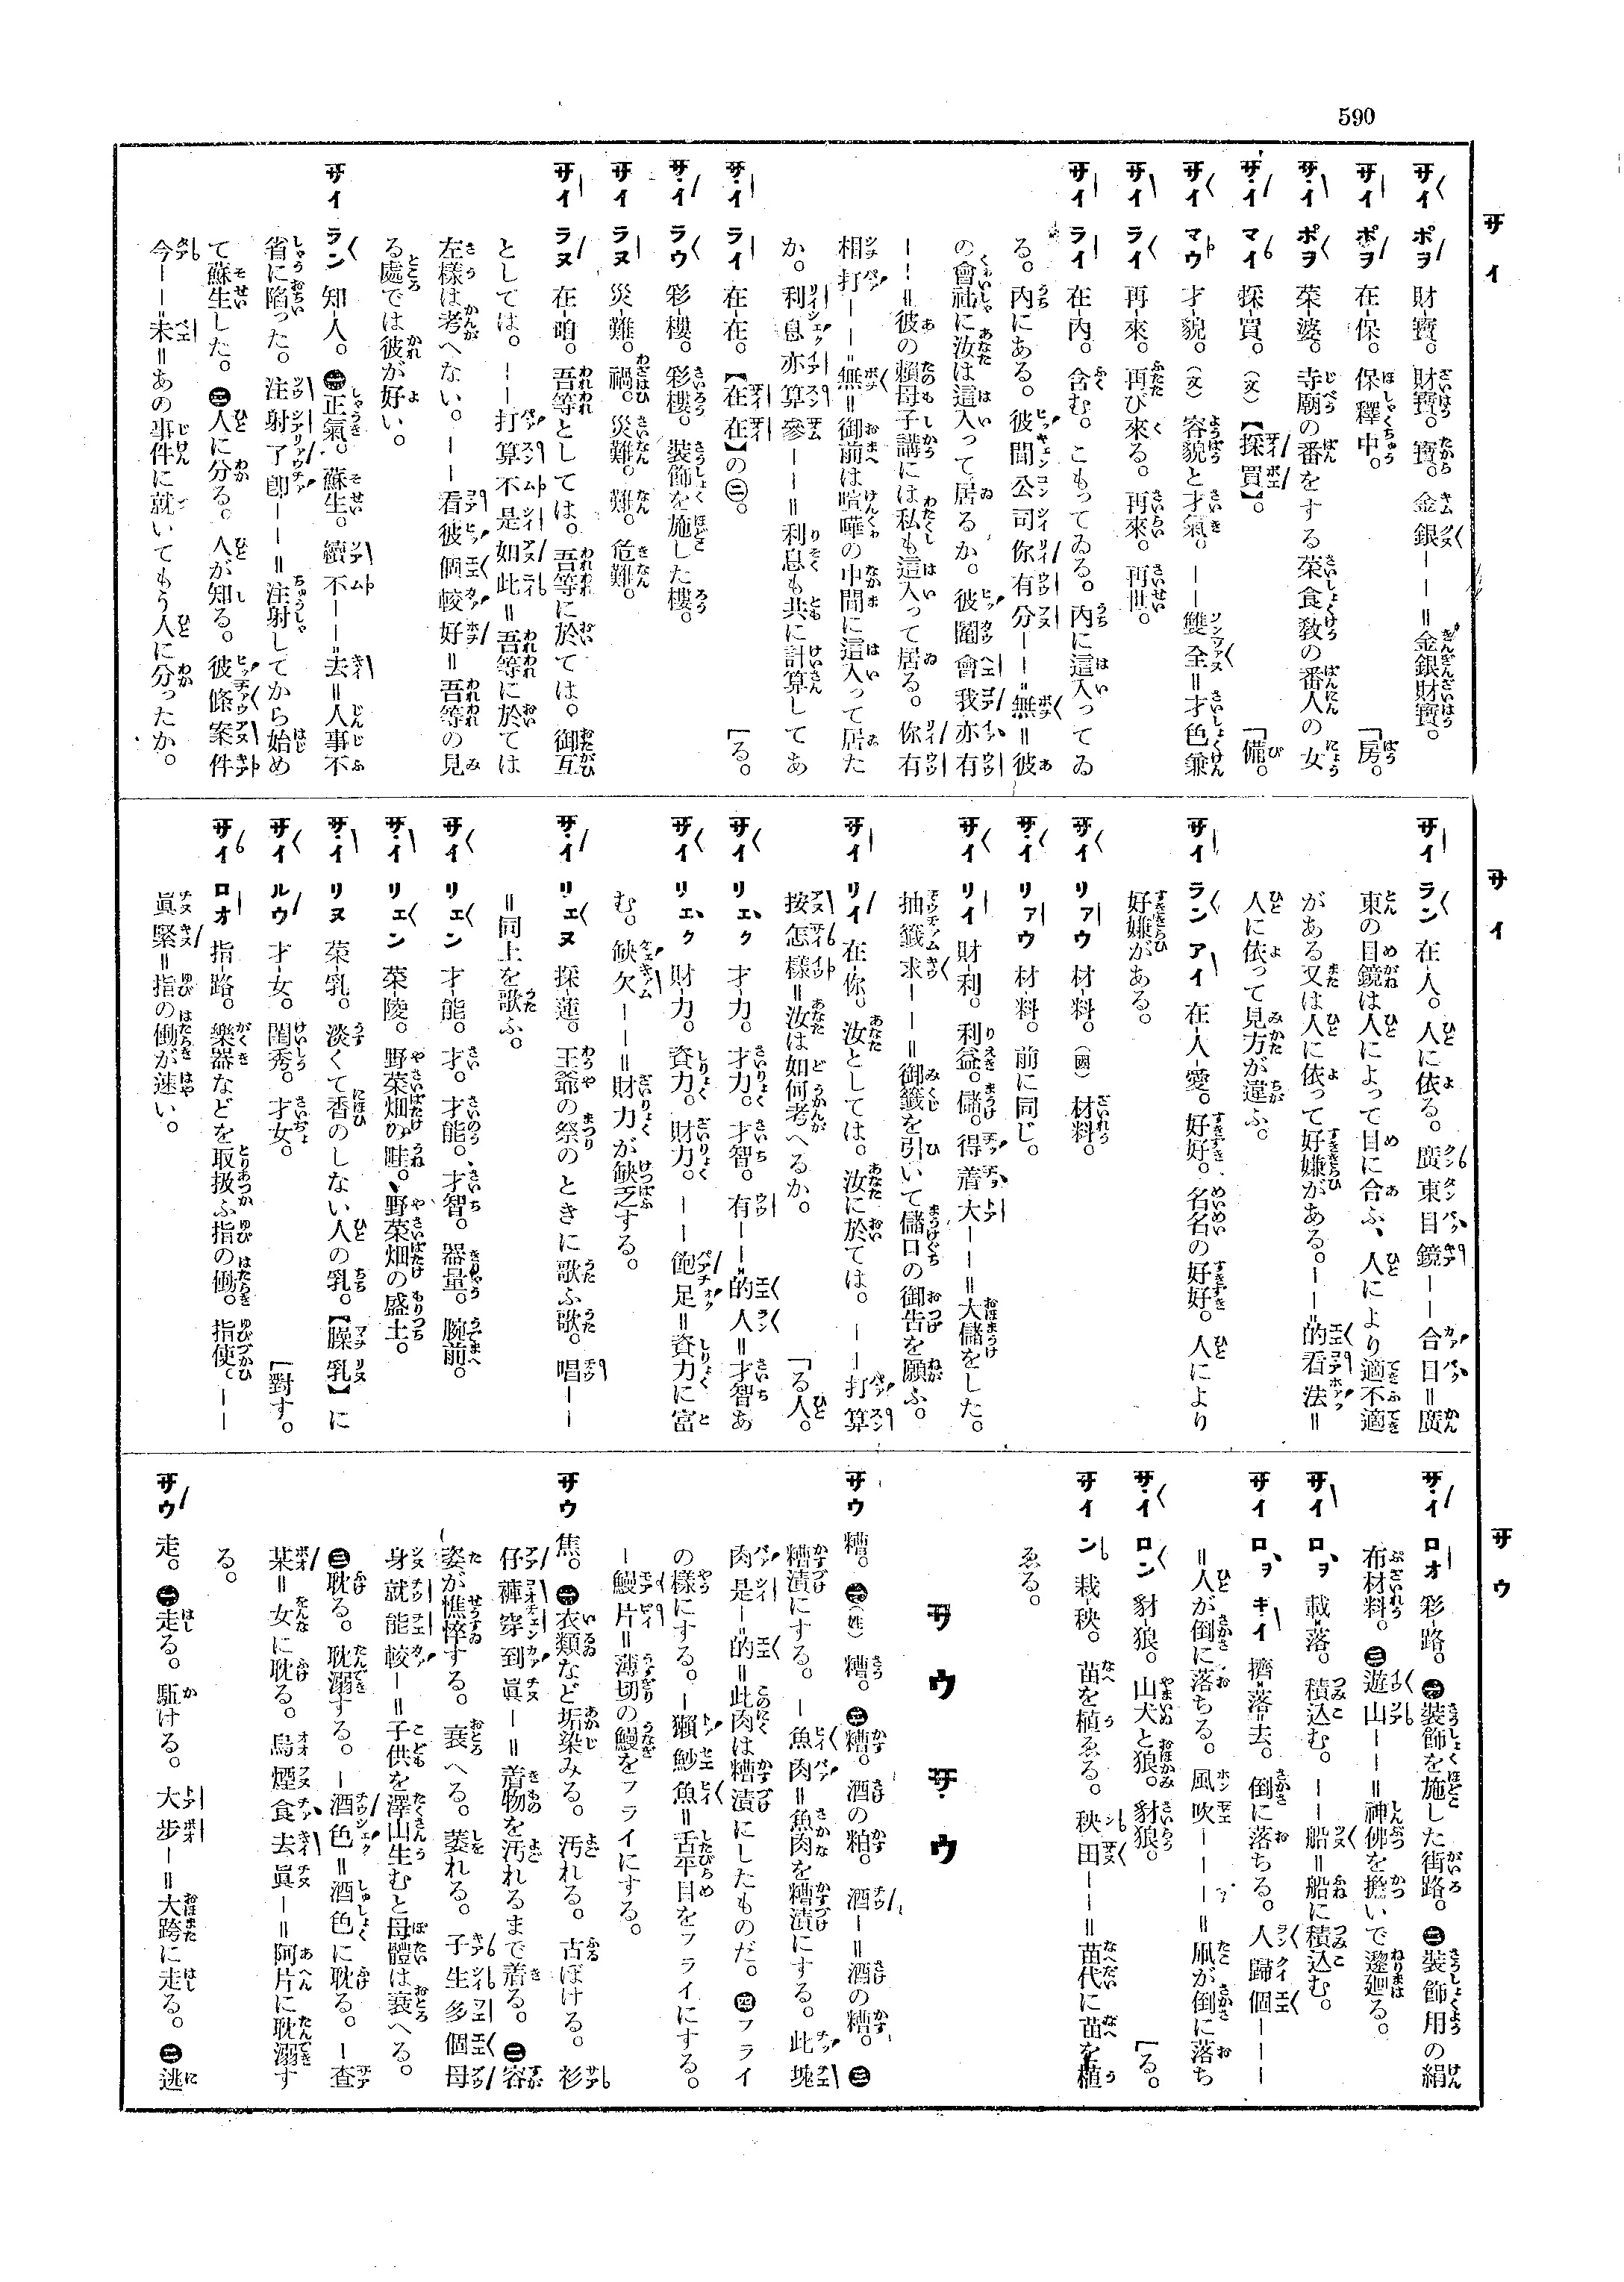 590
サイ
サイ
サウ
サイ ポヲ 財-寶。財寶。寶。金銀ーー＝金銀財寶。
サイ ポヲ 在-保。保釋中。 「房。
サイ ポヲ 菜-婆。寺廟の番をする菜食教の番人の女
サイ マイ 採-買。(文)【採買】。
サイ マウ 才-貌。(文)容貌と才氣。ーー雙全＝才色兼 「備。
サイ ライ 再-來。再び來る。再來。再世。
サイ ライ 在-內。含む。こもってゐる。內に這入ってゐ
る。內にある。彼間公司你有分ーー無＝彼
の會社に汝は這入って居るか。彼鬮會我亦有
ーー＝彼の賴母子講には私も這入って居る。你有
相打ーー無＝御前は喧嘩の中間に這入って居た
か。利息亦算參ーー＝利息も共に計算してあ
サイ ライ 在-在。【在在】の㊁。 「る。
サイ ラウ 彩-樓。彩樓。裝飾を施した樓。
サイ ラヌ 災-難。禍。災難。難。危難。
サイ ラヌ 在-咱。吾等としては。吾等に於ては。御互
としては。ーー打算不是如此＝吾等に於ては
左樣は考へない。ーー看彼個較好＝吾等の見
る處では彼が好い。
サイ ラン 知-人。㊀正氣。蘇生。續不ーー去＝人事不
省に陷った。注射了卽ーー＝注射してから始め
て蘇生した。㊁人に分る。人が知る。彼條案件
今ーー未＝あの事件に就いてもう人に分ったか。
サイ ラン 在-人。人に依る。廣東目鏡ーー合目＝廣
東の目鏡は人によって目に合ふ、人により適不適
がある又は人に依って好嫌がある。ーー的看法＝
人に依って見方が違ふ。
サイ ラン アイ 在-人-愛。好好。名名の好好。人により
好嫌がある。
サイ リァウ 材-料。(國)材料。
サイ リァウ 材-料。前に同じ。
サイ リイ 財-利。利益。儲。得着大ーー＝大儲をした。
抽籤求ーー＝御籤を引いて儲口の御告を願ふ。
サイ リイ 在-你。汝としては。汝に於ては。ーー打算
按怎樣＝汝は如何考へるか。 「る人。
サイ リェク 才-力。才力。才智。有ーー的人＝才智あ
サイ リェク 財-力。資力。財力。ーー飽足＝資力に富
む。缺欠ーー＝財力が缺乏する。
サイ リェヌ 採-蓮。王爺の祭のときに歌ふ歌。唱ーー
＝同上を歌ふ。
サイ リェン 才-能。才。才能。才智。器量。腕前。
サイ リェン 菜-陵。野菜畑の畦。野菜畑の盛土。
サイ リヌ 菜-乳。淡くて香のしない人の乳。【臊乳】に
サイ ルウ 才-女。閨秀。才女。 「對す。
サイ ロオ 指-路。樂器などを取扱ふ指の働。指使。ーー
眞緊＝指の働が速い。
サイ ロオ 彩-路。㊀裝飾を施した街路。㊁裝飾用の絹
布材料。㊂遊山ーー＝神佛を擔いで邌廻る。
サイ ロヲ 載-落。積込む。ーー船＝船に積込む。
サイ ロヲ キイ 擠-落-去。倒に落ちる。人歸個ーーー
＝人が倒に落ちる。風吹ーーー＝凧が倒に落ち
サイ ロン 豺-狼。山犬と狼。豺狼。 「る。
サイ ン 栽-秧。苗を植ゑる。秧田ーー＝苗代に苗を植
ゑる。
サウ サウ
サウ 糟。㊀(姓)糟。㊁糟。酒の粕。酒ー＝酒の糟。㊂
糟漬にする。ー魚肉＝魚肉を糟漬にする。此塊
肉是ー的＝此肉は糟漬にしたものだ。㊃フライ
の樣にする。ー獺魦魚＝舌平目をフライにする。
ー鰻片＝薄切の鰻をフライにする。
サウ 焦。㊀衣類など垢染みる。汚れる。古ぼける。衫
仔褲穿到眞ー＝着物を汚れるまで着る。㊁容
姿が憔悴する。衰へる。萎れる。子生多個母
身就能較ー＝子供を澤山生むと母體は衰へる。
㊂耽る。耽溺する。ー酒色＝酒色に耽る。ー查
某＝女に耽る。烏煙食去眞ー＝阿片に耽溺す
る。
サウ 走。㊀走る。駈ける。大步ー＝大跨に走る。㊁逃